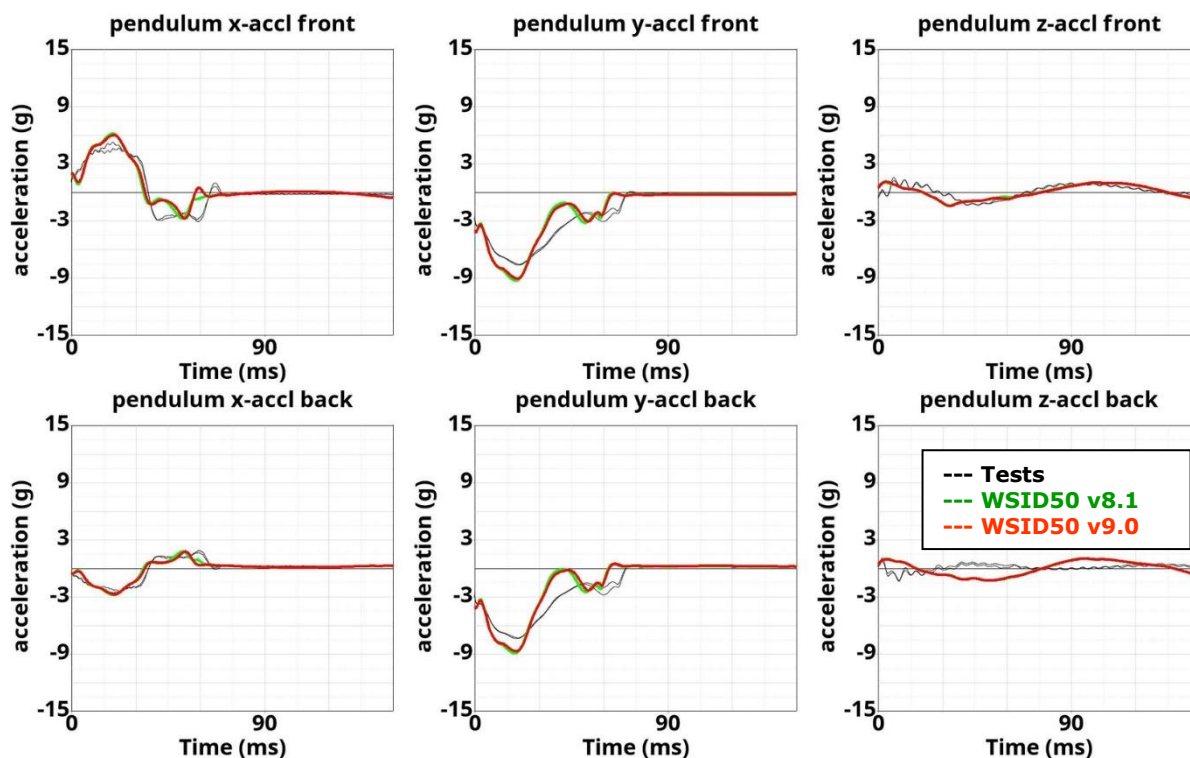 pendulum x-accl front
pendulum y-accl front
pendulum z-accl front
15
9
3
-3
-9
-15
acceleration (g)
0
90
Time (ms)
15
9
3
-3
-9
-15
acceleration (g)
0
90
Time (ms)
15
9
3
-3
-9
-15
acceleration (g)
0
90
Time (ms)
pendulum x-accl back
pendulum y-accl back
pendulum z-accl back
15
9
3
-3
-9
-15
acceleration (g)
0
90
Time (ms)
15
9
3
-3
-9
-15
acceleration (g)
0
90
Time (ms)
15
9
3
-3
-9
-15
acceleration (g)
0
90
Time (ms)
--- Tests
--- WSID50 v8.1
--- WSID50 v9.0